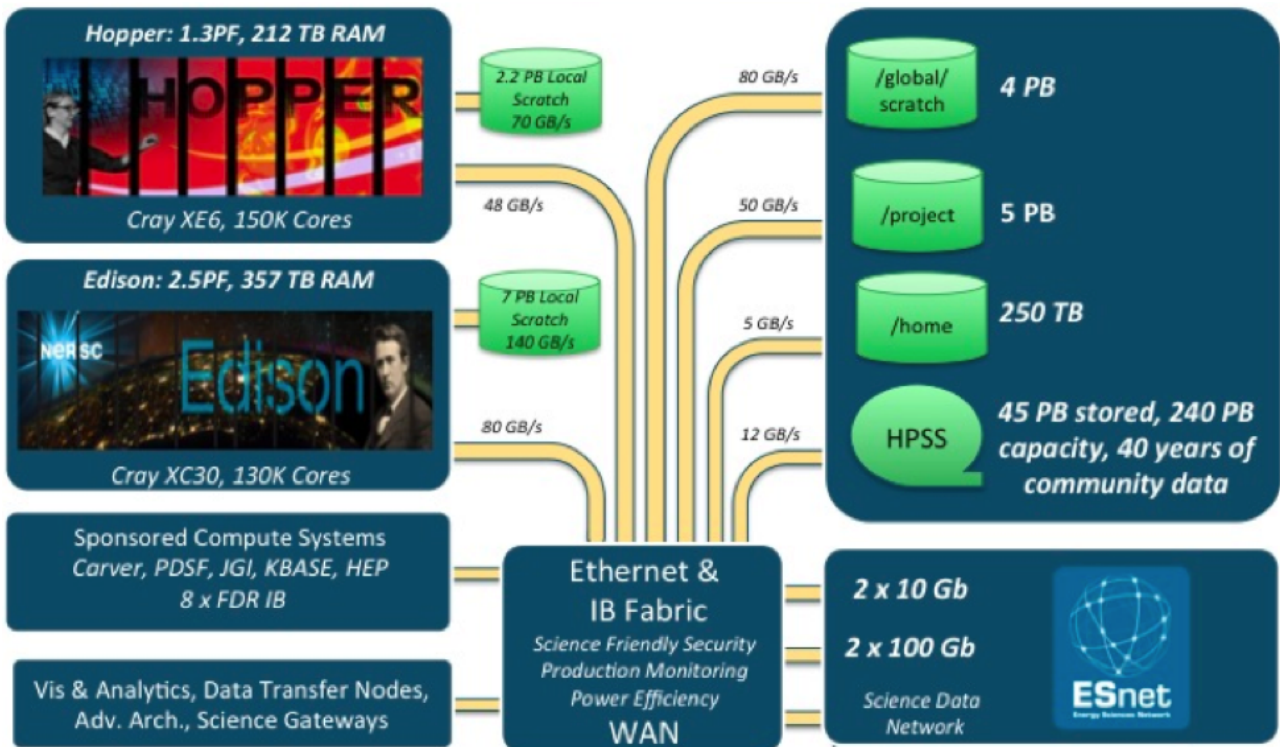 Hopper: 1.3PF, 212 TB RAM
HOPPER
Cray XE6, 150K Cores
2.2 PB Local
Scratch
70 GB/s
48 GB/s
Edison: 2.5PF, 357 TB RAM
NeRSC
Edison
Cray XC30, 130K Cores
7 PB Local
Scratch
140 GB/s
80 GB/s
Sponsored Compute Systems
Carver, PDSF, JGI, KBASE, HEP
8 x FDR IB
Vis & Analytics, Data Transfer Nodes,
Adv. Arch., Science Gateways
80 GB/s
50 GB/s
5 GB/s
12 GB/s
/global/
scratch
4 PB
/project
5 PB
/home
250 TB
HPSS
45 PB stored, 240 PB
capacity, 40 years of
community data
Ethernet &
IB Fabric
Science Friendly Security
Production Monitoring
Power Efficiency
WAN
2 x 10 Gb
2 x 100 Gb
Science Data
Network
ESnet
Energy Sciences Network